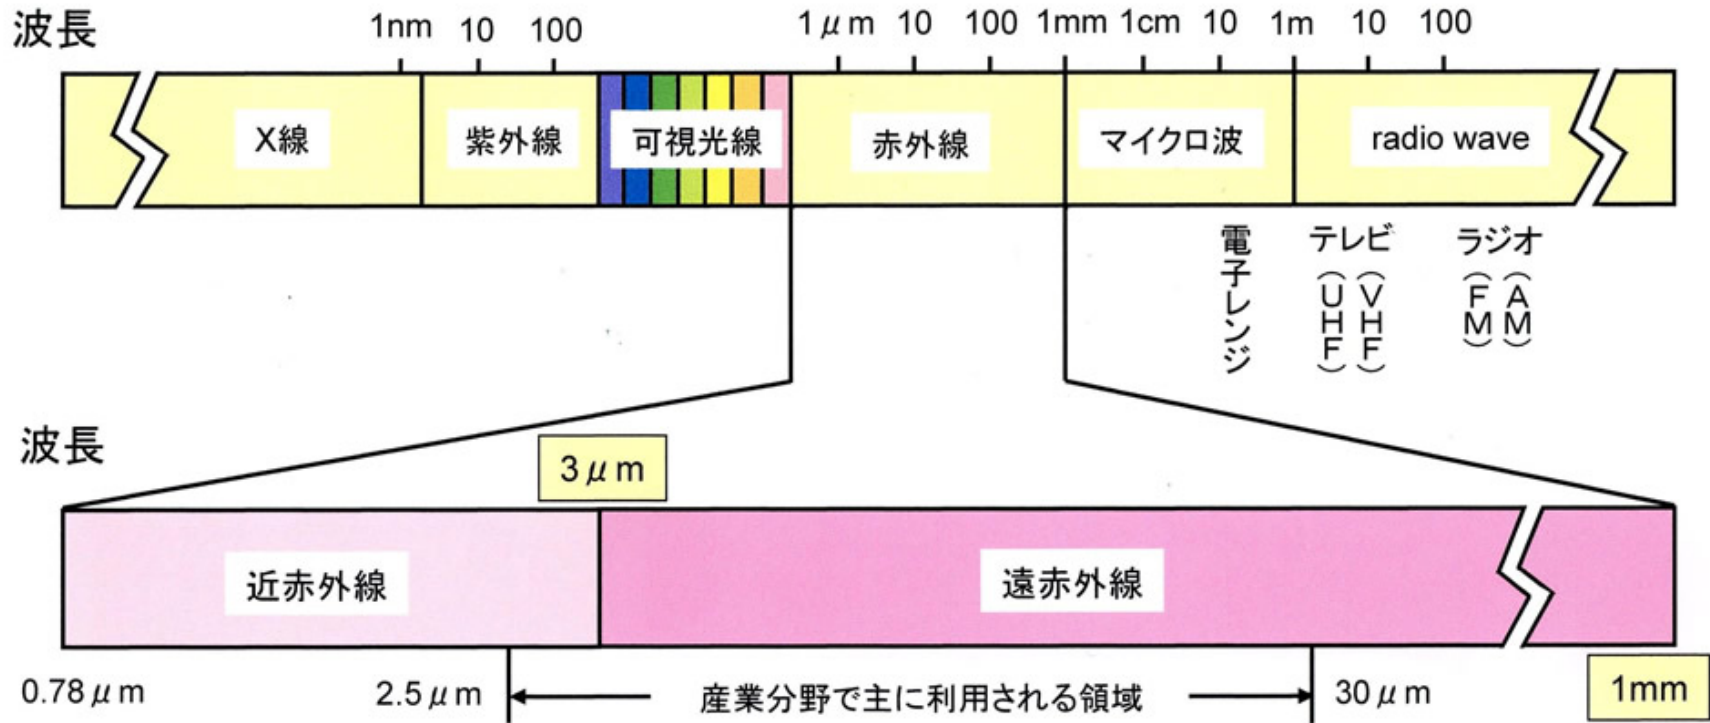 波長 1nm 10 100 1μm 10 100 1mm 1cm 10 1m 10 100
X線 紫外線 可視光線 赤外線 マイクロ波 radio wave
電子レンジ
テレビ
(UHF)
(VHF)
ラジオ
(FM)
(AM)
波長
3μm
近赤外線 遠赤外線
0.78μm 2.5μm 産業分野で主に利用される領域 30μm 1mm